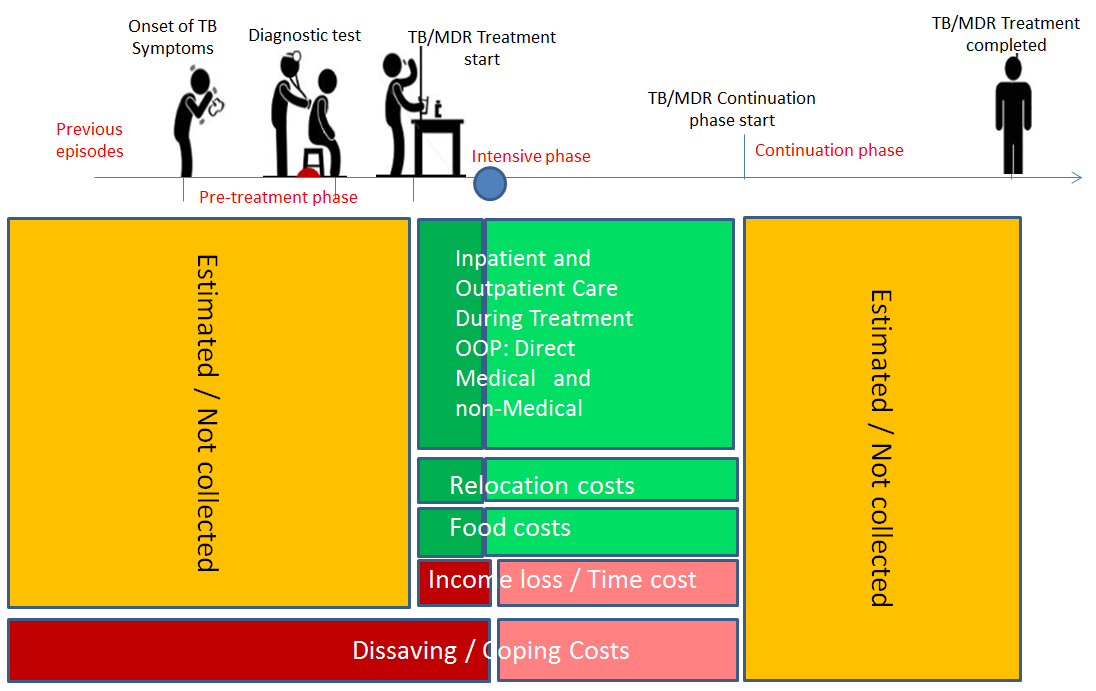 Onset of TB
Symptoms
Diagnostic test
TB/MDR Treatment
start
TB/MDR Continuation
phase start
TB/MDR Treatment
completed
Previous
episodes
Pre-treatment phase
Intensive phase
Continuation phase
Estimated / Not collected
Inpatient and
Outpatient Care
During Treatment
OOP: Direct
Medical and
non-Medical
Relocation costs
Food costs
Income loss / Time cost
Dissaving / Coping Costs
Estimated / Not collected